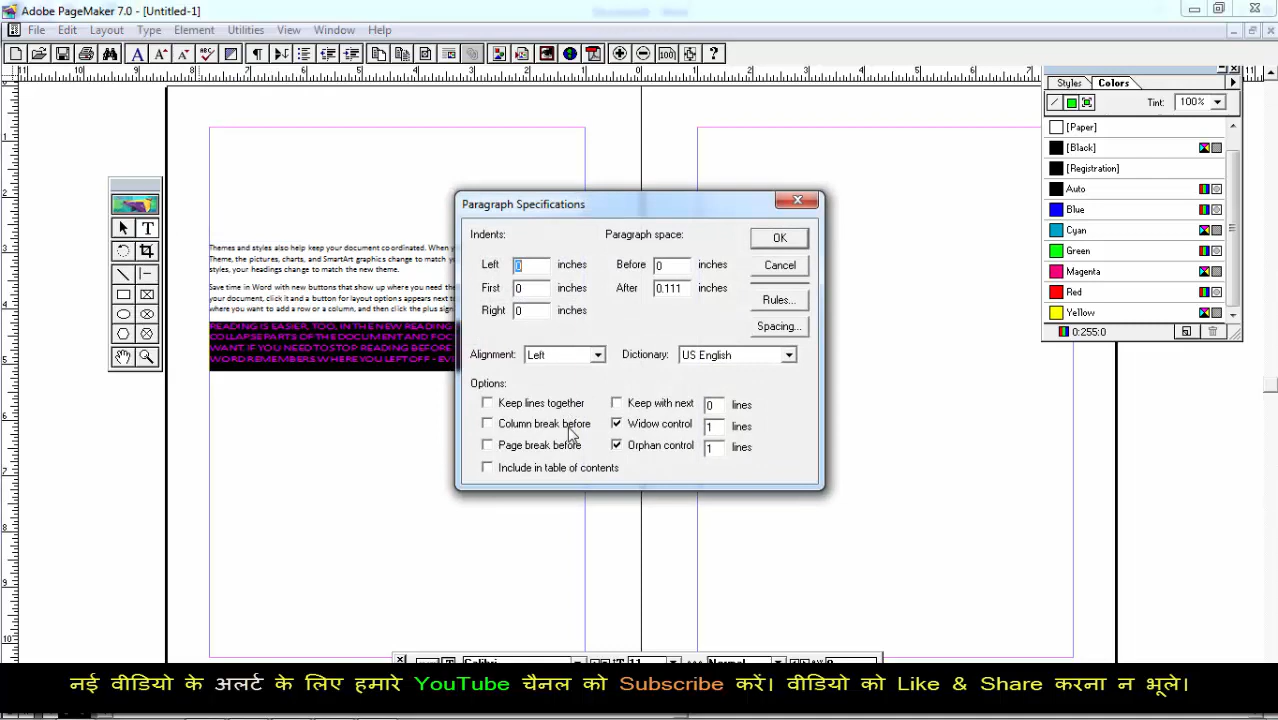 Adobe PageMaker 7.0 - [Untitled-1]
File Edit Layout Type Element Utilities View Window Help
Styles Colors
Tint: 100%
[Paper]
[Black]
[Registration]
Auto
Blue
Cyan
Green
Magenta
Red
Yellow
0:255:0
Themes and styles also help keep your document coordinated. When
Theme, the pictures, charts, and SmartArt graphics change to match
styles, your headings change to match the new theme.
Save time in Word with new buttons that show up where you need
your document, click it and a button for layout options appears next
where you want to add a row or a column, and then click the plus sign
READING IS EASIER, TOO, IN THE NEW READING
COLLAPSE PARTS OF THE DOCUMENT AND FOC
WANT. IF YOU NEED TO STOP READING BEFORE
WORD REMEMBERS WHERE YOU LEFT OFF - EV
Paragraph Specifications
Indents: Paragraph space: OK
Left 0 inches Before 0 inches Cancel
First 0 inches After 0.111 inches Rules...
Right 0 inches Spacing...
Alignment: Left Dictionary: US English
Options:
Keep lines together Keep with next 0 lines
Column break before Widow control 1 lines
Page break before Orphan control 1 lines
Include in table of contents
नई वीडियो के अलर्ट के लिए हमारे YouTube चैनल को Subscribe करें। वीडियो को Like & Share करना न भूले।